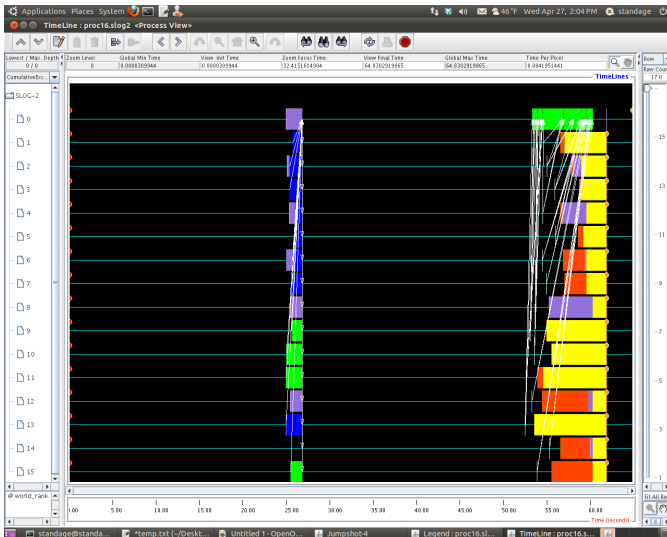 Applications Places System 46°F Wed Apr 27, 2:04 PM standage
TimeLine : proc16.slog2 <Process View>
Lowest / Max. Depth Zoom Level Global Min Time View Init Time Zoom Focus Time View Final Time Global Max Time Time Per Pixel Row
0 / 0 0 0.0000309944 0.0000309944 32.4151614904 64.8302919865 64.8302919865 0.0841951441 Row Coun
17.0
CumulativeExc... TimeLines
SLOG-2
0
1
2
3
4
5
6
7
8
9
10
11
12
13
14
15
-15
-13
-11
-9
-7
-5
-3
-1
world_rank
0.00 5.00 10.00 15.00 20.00 25.00 30.00 35.00 40.00 45.00 50.00 55.00 60.00
Time (seconds)
Fit All Ro
standage@standa... *temp.txt (~/Deskt... Untitled 1 - OpenO... Jumpshot-4 Legend : proc16.sl... TimeLine : proc16.s...